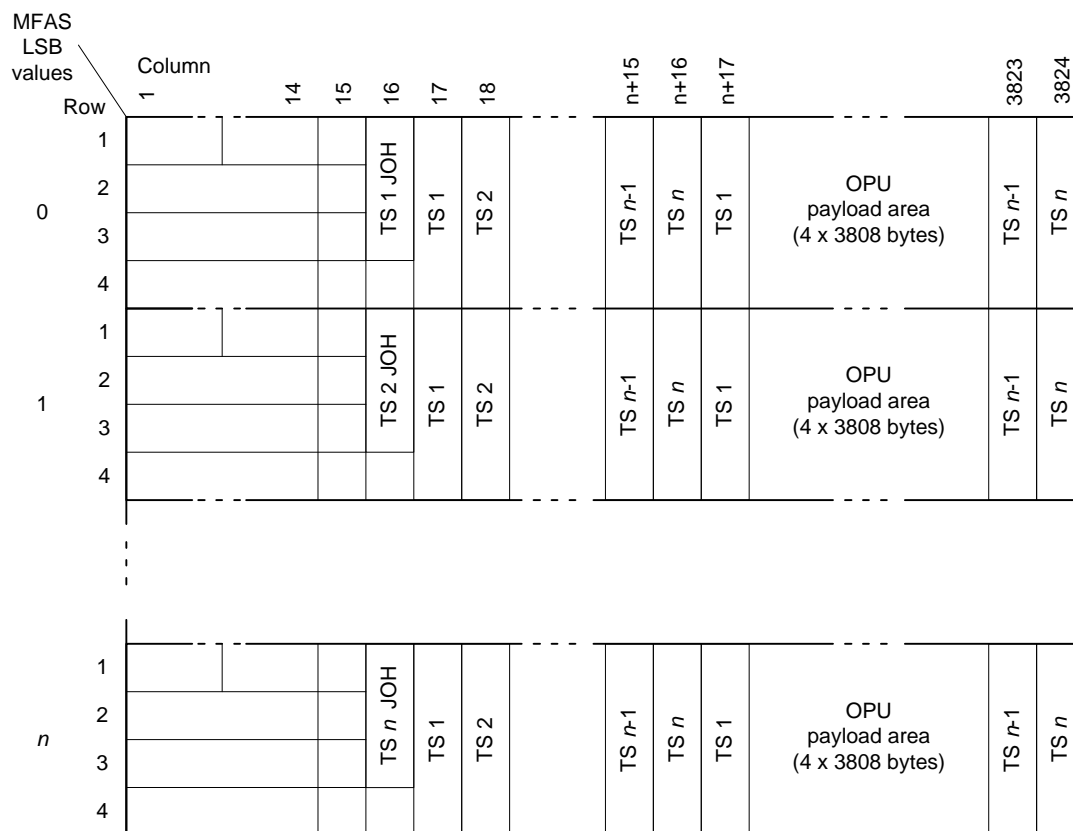 MFAS
LSB
values
Column
Row
1
14
15
16
17
18
n+15
n+16
n+17
3823
3824
0
1
2
3
4
TS 1 JOH
TS 1
TS 2
TS n-1
TS n
TS 1
OPU
payload area
(4 x 3808 bytes)
TS n-1
TS n
1
1
2
3
4
TS 2 JOH
TS 1
TS 2
TS n-1
TS n
TS 1
OPU
payload area
(4 x 3808 bytes)
TS n-1
TS n
n
1
2
3
4
TS n JOH
TS 1
TS 2
TS n-1
TS n
TS 1
OPU
payload area
(4 x 3808 bytes)
TS n-1
TS n